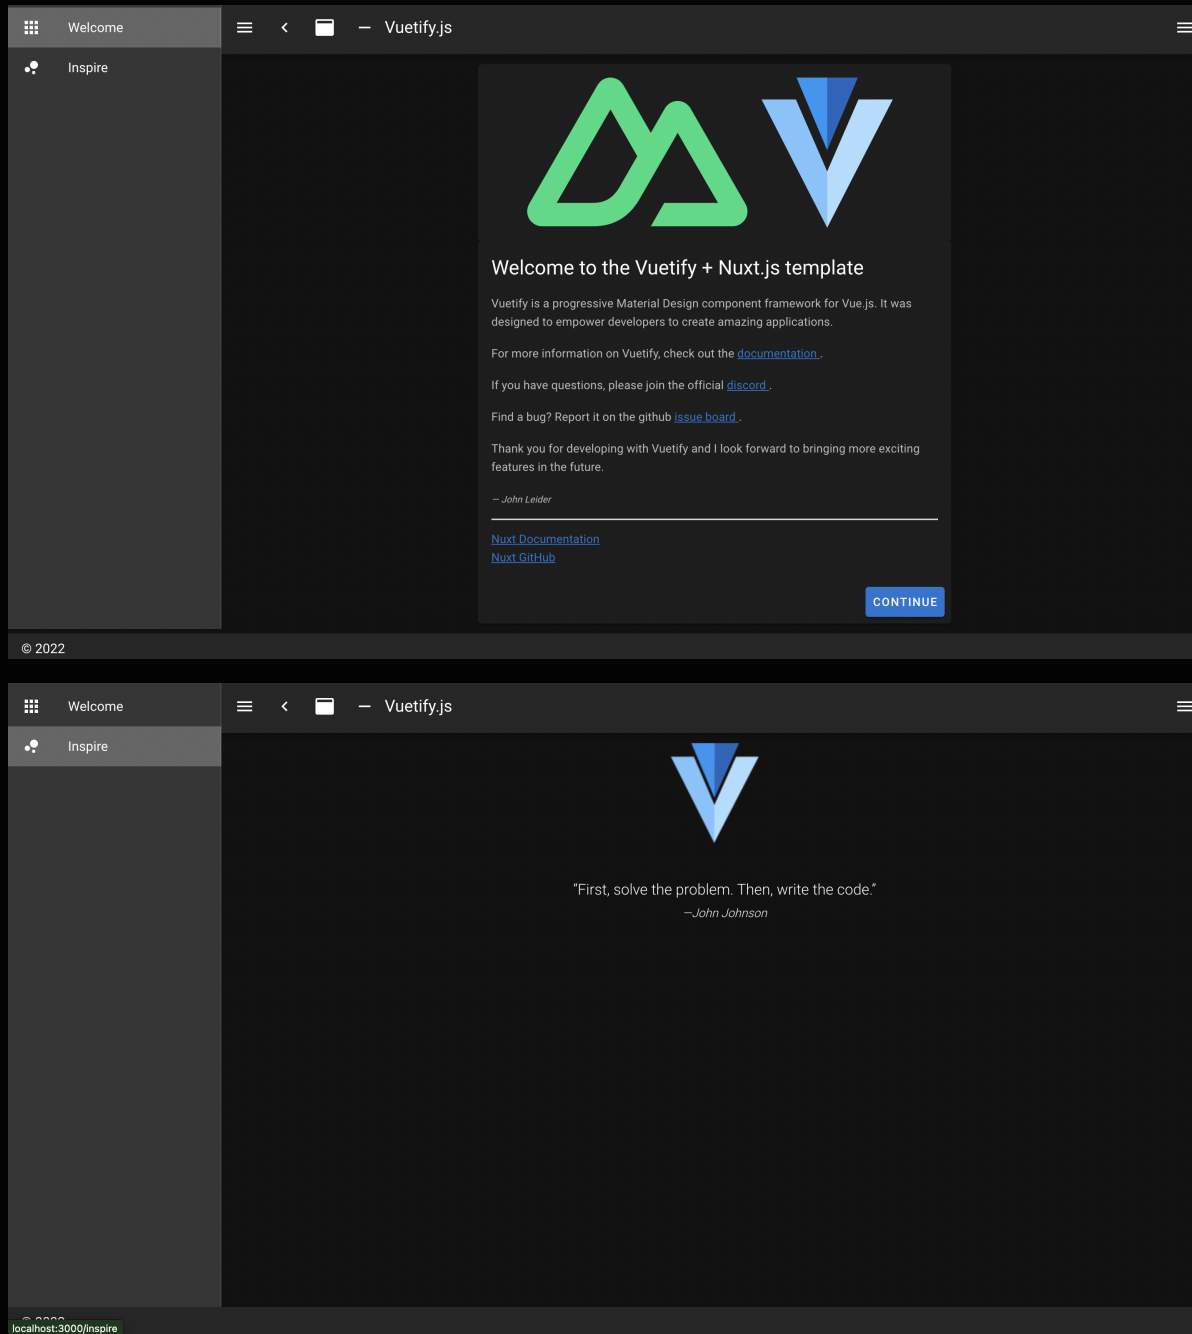 Welcome
Vuetify.js
Inspire
Welcome to the Vuetify + Nuxt.js template
Vuetify is a progressive Material Design component framework for Vue.js. It was
designed to empower developers to create amazing applications.
For more information on Vuetify, check out the documentation .
If you have questions, please join the official discord .
Find a bug? Report it on the github issue board .
Thank you for developing with Vuetify and I look forward to bringing more exciting
features in the future.
— John Leider
Nuxt Documentation
Nuxt GitHub
CONTINUE
© 2022
Welcome
Vuetify.js
Inspire
“First, solve the problem. Then, write the code.”
—John Johnson
© 2022
localhost:3000/inspire